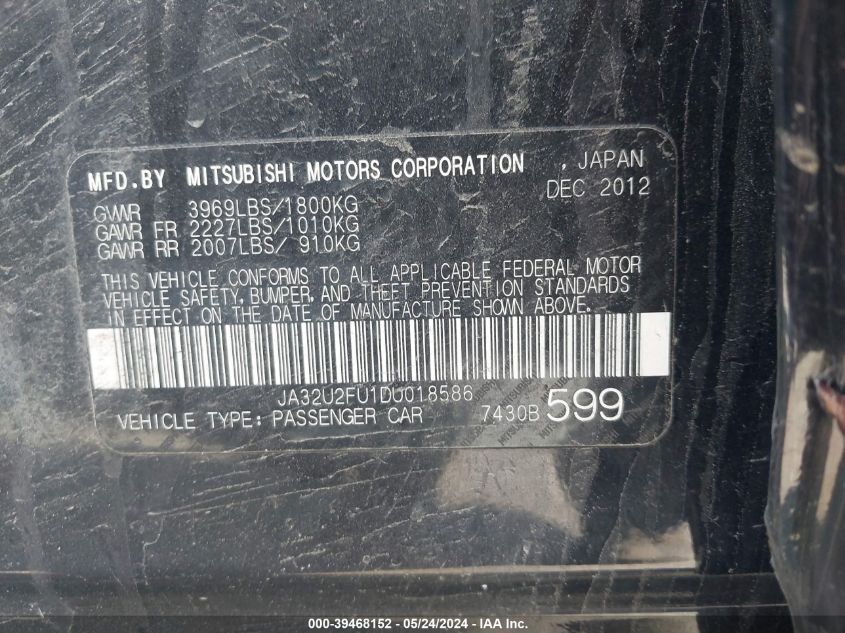 MFD.BY MITSUBISHI MOTORS CORPORATION , JAPAN
DEC 2012
GVWR 3969LBS/1800KG
GAWR FR 2227LBS/1010KG
GAWR RR 2007LBS/ 910KG
THIS VEHICLE CONFORMS TO ALL APPLICABLE FEDERAL MOTOR
VEHICLE SAFETY, BUMPER, AND THEFT PREVENTION STANDARDS
IN EFFECT ON THE DATE OF MANUFACTURE SHOWN ABOVE.
JA32U2FU1DU018586
VEHICLE TYPE: PASSENGER CAR 7430B 599
000-39468152 - 05/24/2024 - IAA Inc.